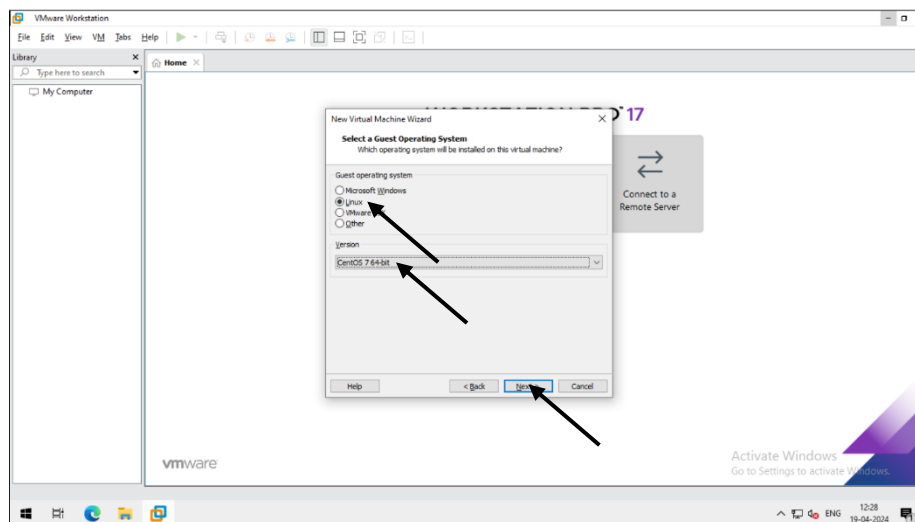 VMware Workstation
File Edit View VM Tabs Help
Library
Type here to search
Home
My Computer
17
New Virtual Machine Wizard
Select a Guest Operating System
Which operating system will be installed on this virtual machine?
Guest operating system
Microsoft Windows
Linux
VMware
Other
Version
CentOS 7 64-bit
Connect to a
Remote Server
Help
< Back
Cancel
vmware
Activate Windows
Go to Settings to activate Windows.
ENG
12:28
19-04-2024